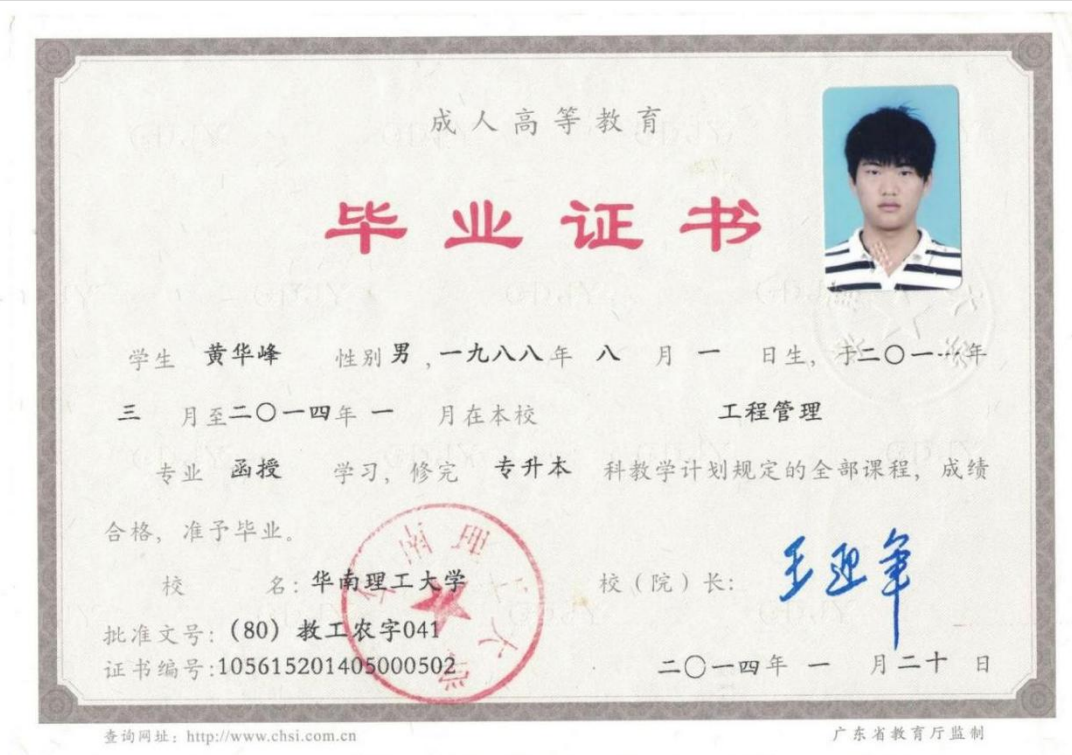 成人高等教育
毕业证书
学生 黄华峰 性别 男 , 一九八八 年 八 月 一 日生, 于 二〇一 年
三 月至 二〇一四 年 一 月在本校 工程管理
专业 函授 学习, 修完 专升本 科教学计划规定的全部课程, 成绩
合格, 准予毕业。
校 名: 华南理工大学 校(院)长: 王迎军
批准文号: (80) 教工农字041
证书编号: 105615201405000502
二〇一四 年 一 月 二十 日
查询网址: http://www.chsi.com.cn 广东省教育厅监制